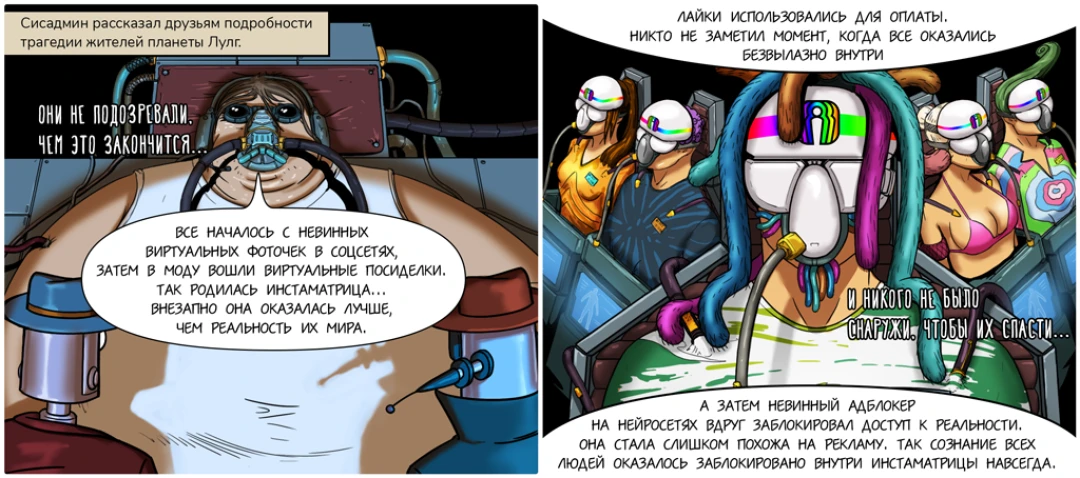 Сисадмин рассказал друзьям подробности
трагедии жителей планеты Лулг.
ОНИ НЕ ПОДОЗРЕВАЛИ,
ЧЕМ ЭТО ЗАКОНЧИТСЯ...
ВСЕ НАЧАЛОСЬ С НЕВИННЫХ
ВИРТУАЛЬНЫХ ФОТОЧЕК В СОЦСЕТЯХ,
ЗАТЕМ В МОДУ ВОШЛИ ВИРТУАЛЬНЫЕ ПОСИДЕЛКИ.
ТАК РОДИЛАСЬ ИНСТАМАТРИЦА...
ВНЕЗАПНО ОНА ОКАЗАЛАСЬ ЛУЧШЕ,
ЧЕМ РЕАЛЬНОСТЬ ИХ МИРА.
ЛАЙКИ ИСПОЛЬЗОВАЛИСЬ ДЛЯ ОПЛАТЫ.
НИКТО НЕ ЗАМЕТИЛ МОМЕНТ, КОГДА ВСЕ ОКАЗАЛИСЬ
БЕЗВЫЛАЗНО ВНУТРИ
И НИКОГО НЕ БЫЛО
СНАРУЖИ, ЧТОБЫ ИХ СПАСТИ...
А ЗАТЕМ НЕВИННЫЙ АДБЛОКЕР
НА НЕЙРОСЕТЯХ ВДРУГ ЗАБЛОКИРОВАЛ ДОСТУП К РЕАЛЬНОСТИ.
ОНА СТАЛА СЛИШКОМ ПОХОЖА НА РЕКЛАМУ. ТАК СОЗНАНИЕ ВСЕХ
ЛЮДЕЙ ОКАЗАЛОСЬ ЗАБЛОКИРОВАНО ВНУТРИ ИНСТАМАТРИЦЫ НАВСЕГДА.